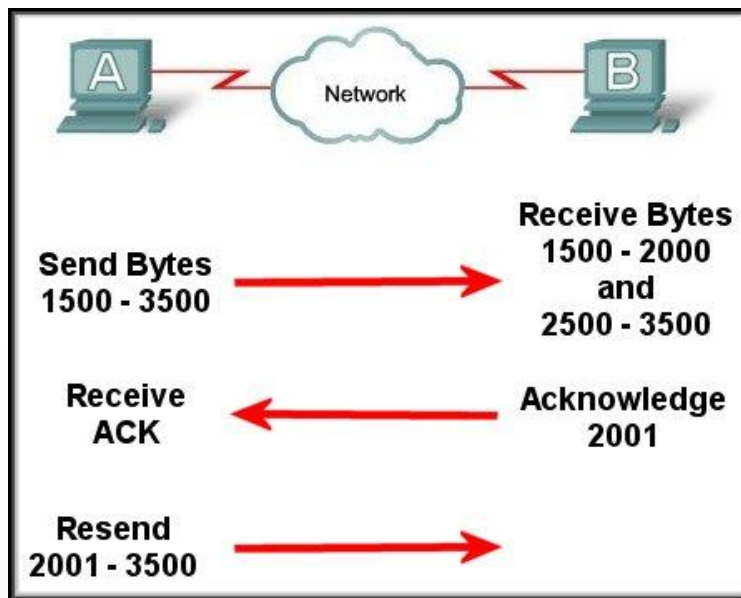 A
B
Network
Send Bytes
1500 - 3500
Receive Bytes
1500 - 2000
and
2500 - 3500
Receive
ACK
Acknowledge
2001
Resend
2001 - 3500